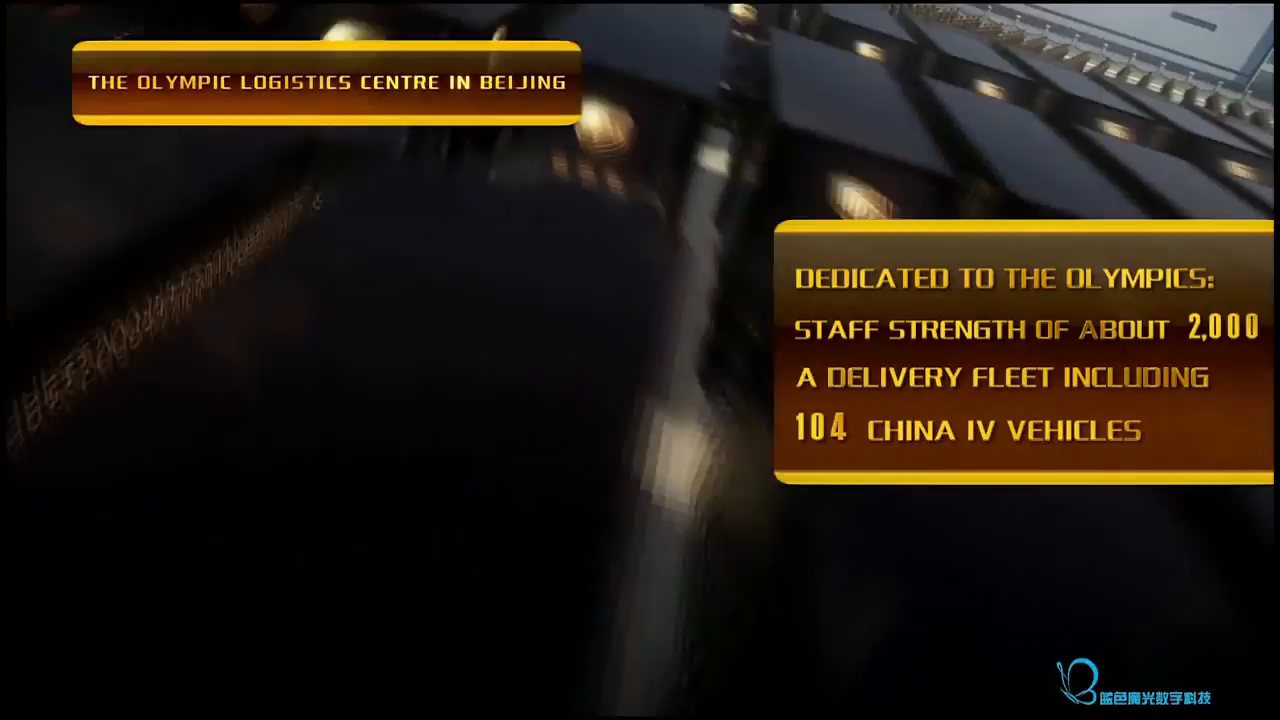 THE OLYMPIC LOGISTICS CENTRE IN BEIJING
DEDICATED TO THE OLYMPICS:
STAFF STRENGTH OF ABOUT 2,000
A DELIVERY FLEET INCLUDING
104 CHINA IV VEHICLES
蓝色魔光数字科技